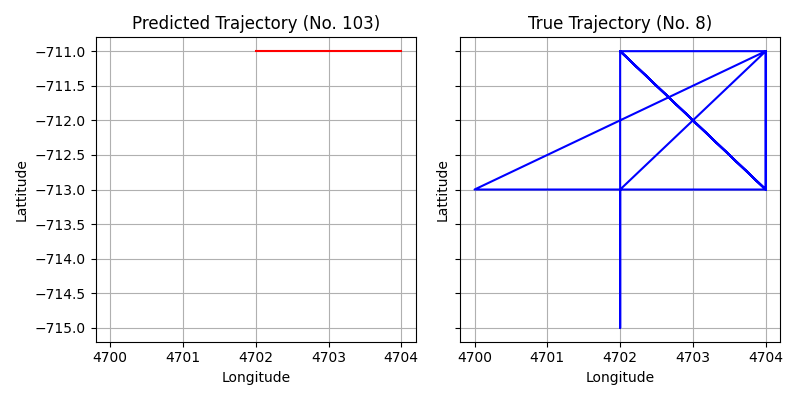 Predicted Trajectory (No. 103)
True Trajectory (No. 8)
−711.0
−711.5
−712.0
−712.5
−713.0
−713.5
−714.0
−714.5
−715.0
Lattitude
Lattitude
4700 4701 4702 4703 4704
4700 4701 4702 4703 4704
Longitude
Longitude